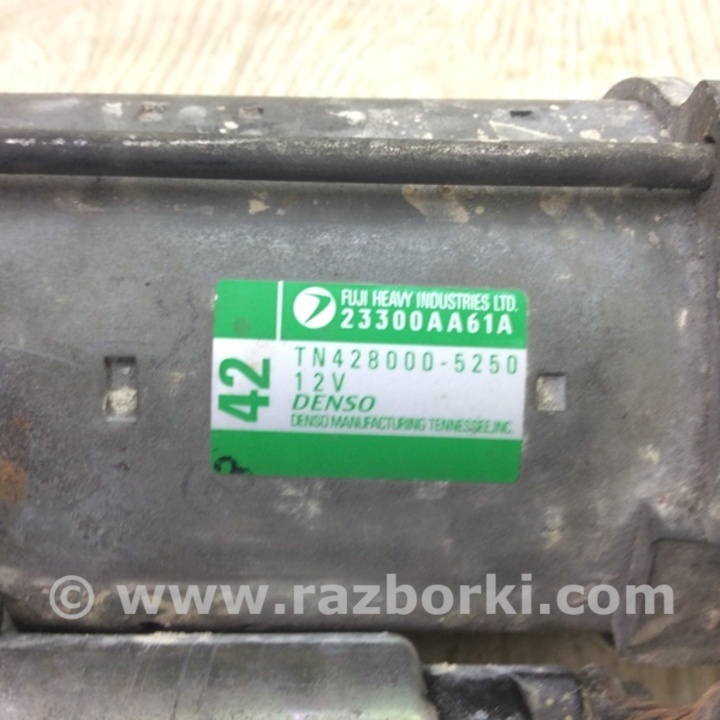 FUJI HEAVY INDUSTRIES LTD.
23300AA61A
42
TN428000-5250
12V
DENSO
DENSO MANUFACTURING TENNESSEE,INC.
© www.razborki.com